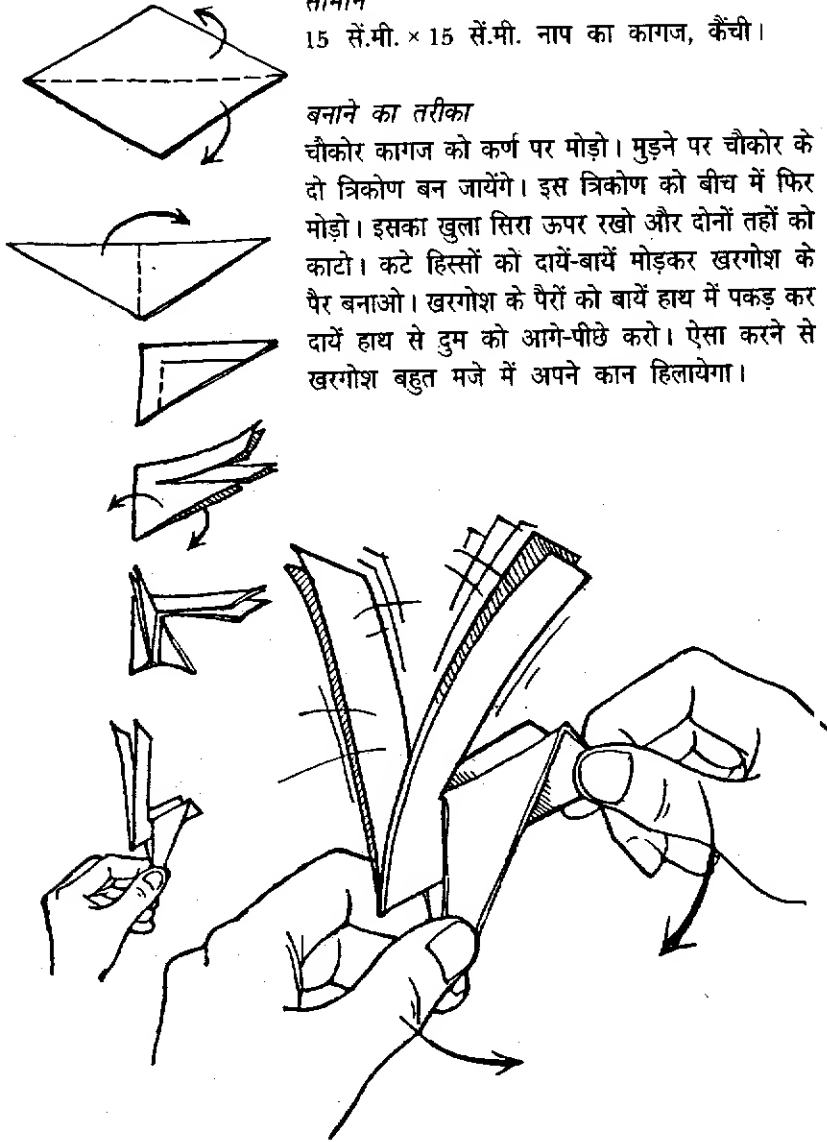 सामान
15 सें.मी. × 15 सें.मी. नाप का कागज, कैंची।
बनाने का तरीका
चौकोर कागज को कर्ण पर मोड़ो। मुड़ने पर चौकोर के
दो त्रिकोण बन जायेंगे। इस त्रिकोण को बीच में फिर
मोड़ो। इसका खुला सिरा ऊपर रखो और दोनों तहों को
काटो। कटे हिस्सों को दायें-बायें मोड़कर खरगोश के
पैर बनाओ। खरगोश के पैरों को बायें हाथ में पकड़ कर
दायें हाथ से दुम को आगे-पीछे करो। ऐसा करने से
खरगोश बहुत मजे में अपने कान हिलायेगा।